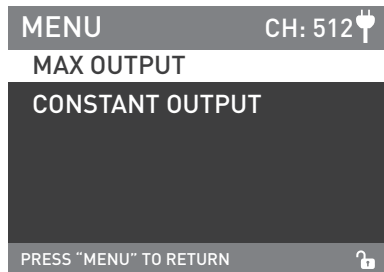 MENU CH: 512
MAX OUTPUT
CONSTANT OUTPUT
PRESS “MENU” TO RETURN